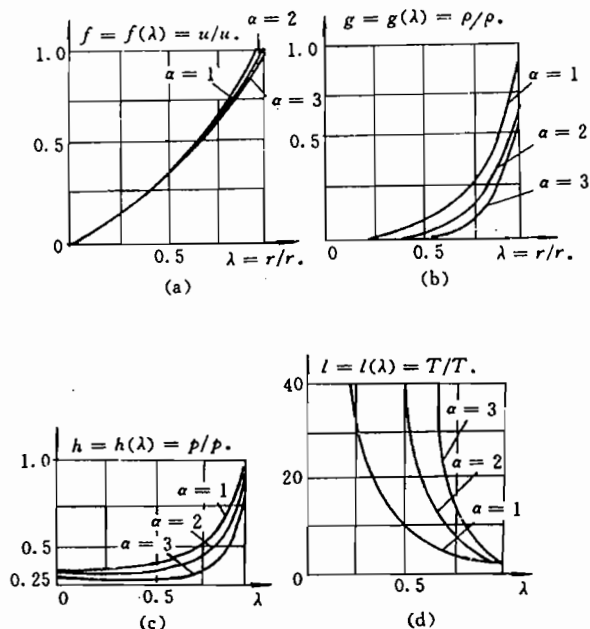 f = f(λ) = u/u.
α = 2
1.0
α = 1
α = 3
0.5
0
0.5
λ = r/r.
(a)
g = g(λ) = ρ/ρ.
1.0
α = 1
0.5
α = 2
α = 3
0
0.5
λ = r/r.
(b)
h = h(λ) = p/p.
1.0
α = 1
α = 2
0.5
α = 3
0.25
0
0.5
λ
(c)
l = l(λ) = T/T.
40
α = 3
20
α = 2
α = 1
0
0.5
λ
(d)